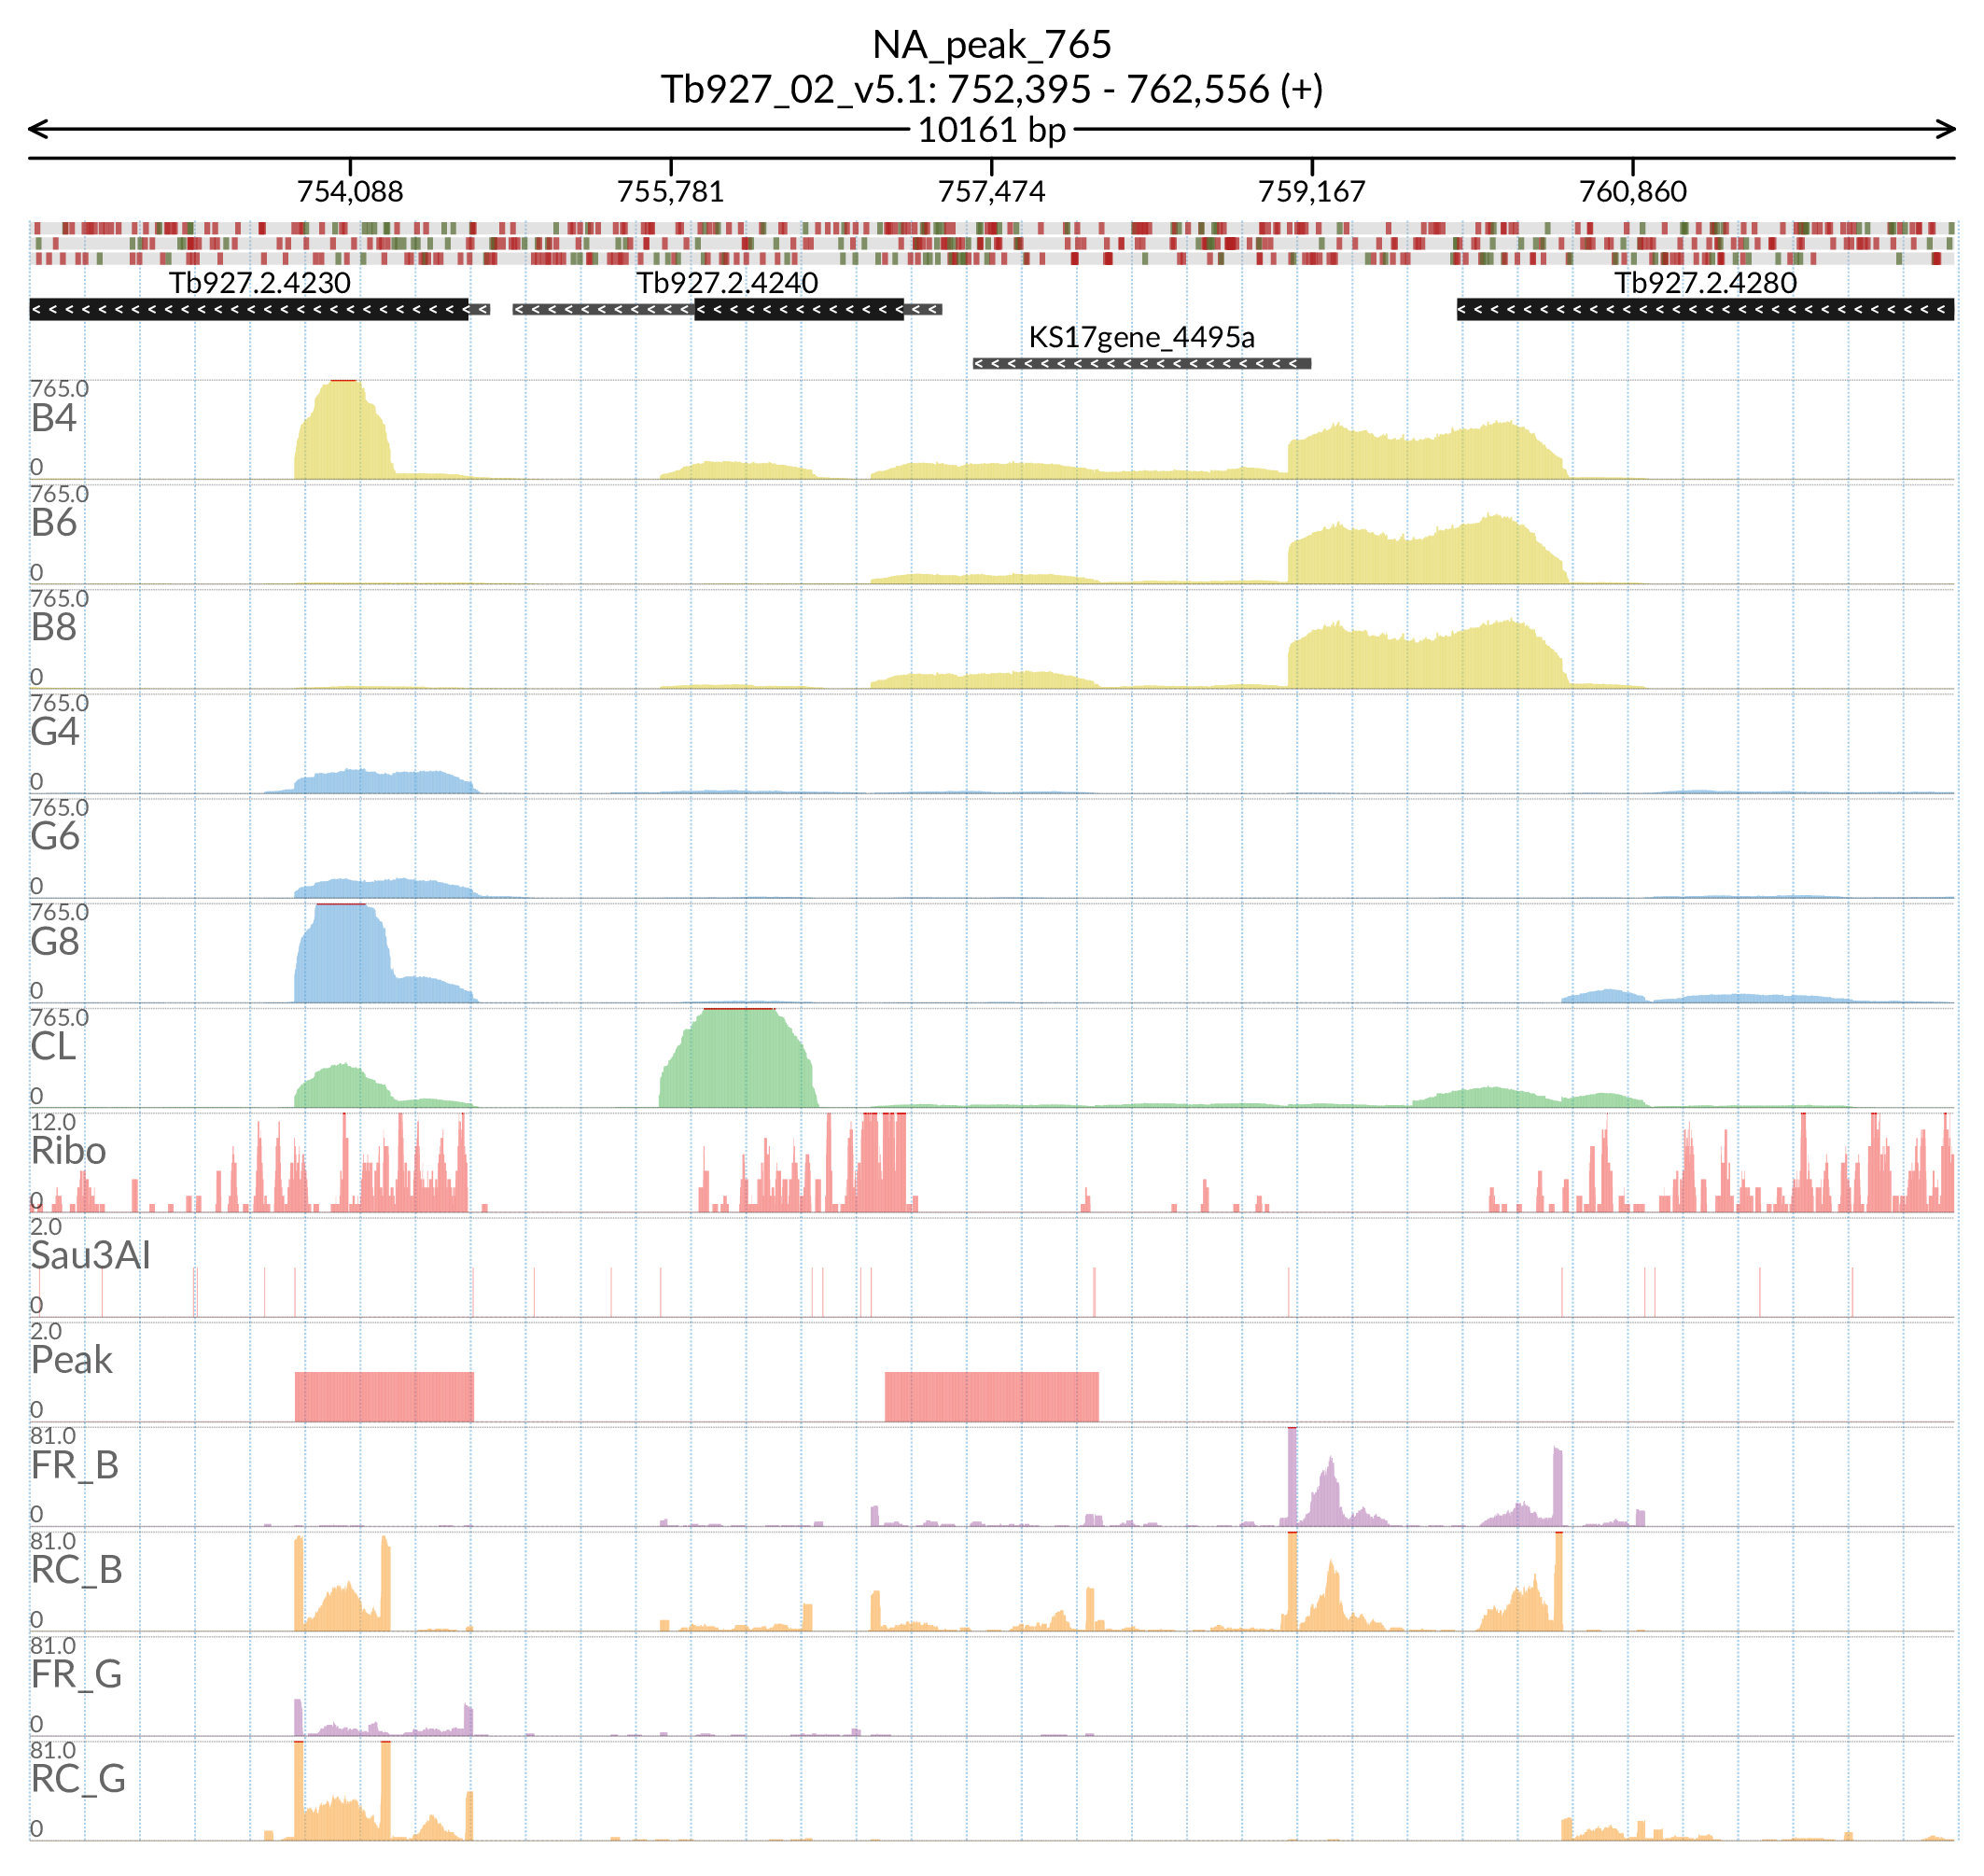 NA_peak_765
Tb927_02_v5.1: 752,395 - 762,556 (+)
10161 bp
754,088 755,781 757,474 759,167 760,860
Tb927.2.4230 Tb927.2.4240 Tb927.2.4280
KS17gene_4495a
765.0
B4
0
765.0
B6
0
765.0
B8
0
765.0
G4
0
765.0
G6
0
765.0
G8
0
765.0
CL
0
12.0
Ribo
0
2.0
Sau3AI
0
2.0
Peak
0
81.0
FR_B
0
81.0
RC_B
0
81.0
FR_G
0
81.0
RC_G
0